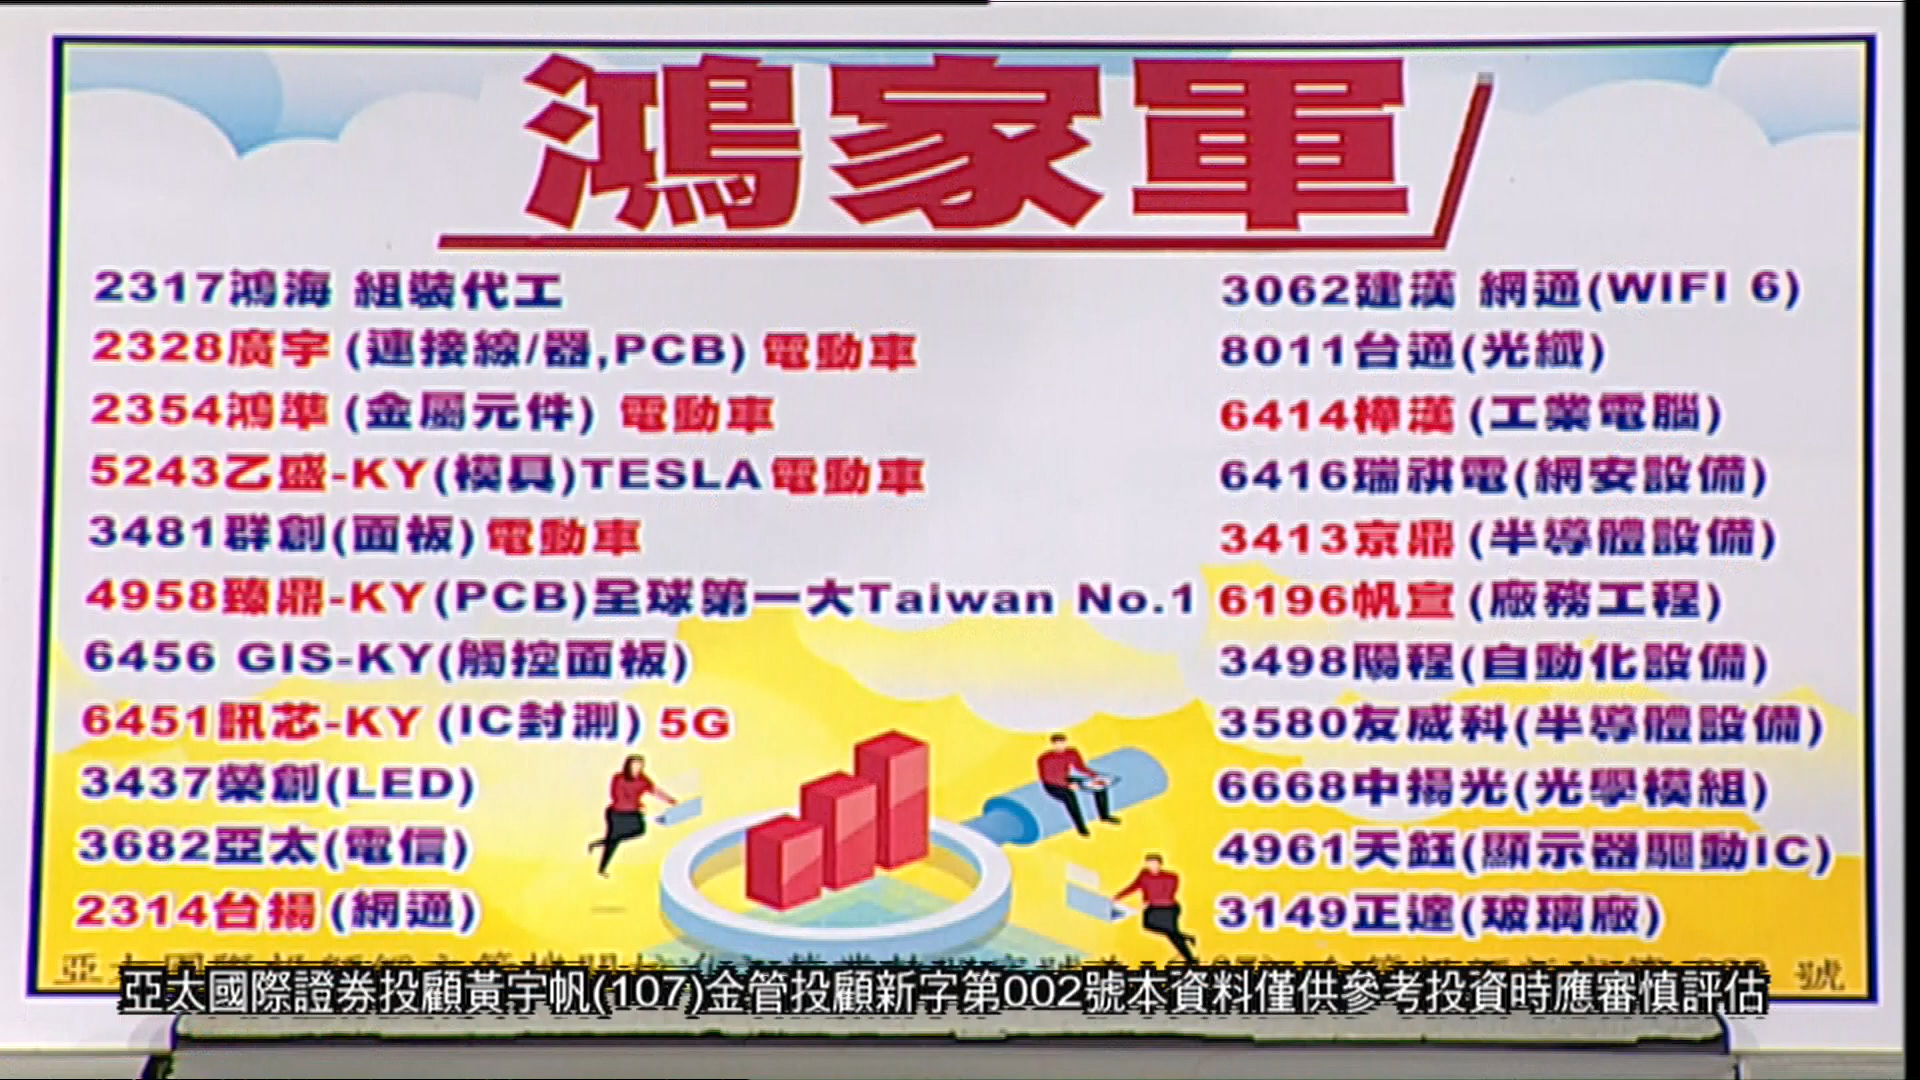 鴻家軍
2317鴻海 組裝代工
2328廣宇(連接線/器,PCB) 電動車
2354鴻準(金屬元件) 電動車
5243乙盛-KY(模具)TESLA電動車
3481群創(面板)電動車
4958臻鼎-KY(PCB)全球第一大Taiwan No.1
6456 GIS-KY(觸控面板)
6451訊芯-KY (IC封測) 5G
3437榮創(LED)
3682亞太(電信)
2314台揚(網通)
3062建漢 網通(WIFI 6)
8011台通(光纖)
6414樺漢(工業電腦)
6416瑞祺電(網安設備)
3413京鼎(半導體設備)
6196帆宣(廠務工程)
3498陽程(自動化設備)
3580友威科(半導體設備)
6668中揚光(光學模組)
4961天鈺(顯示器驅動IC)
3149正達(玻璃廠)
號
亞太國際證券投顧黃宇帆(107)金管投顧新字第002號本資料僅供參考投資時應審慎評估